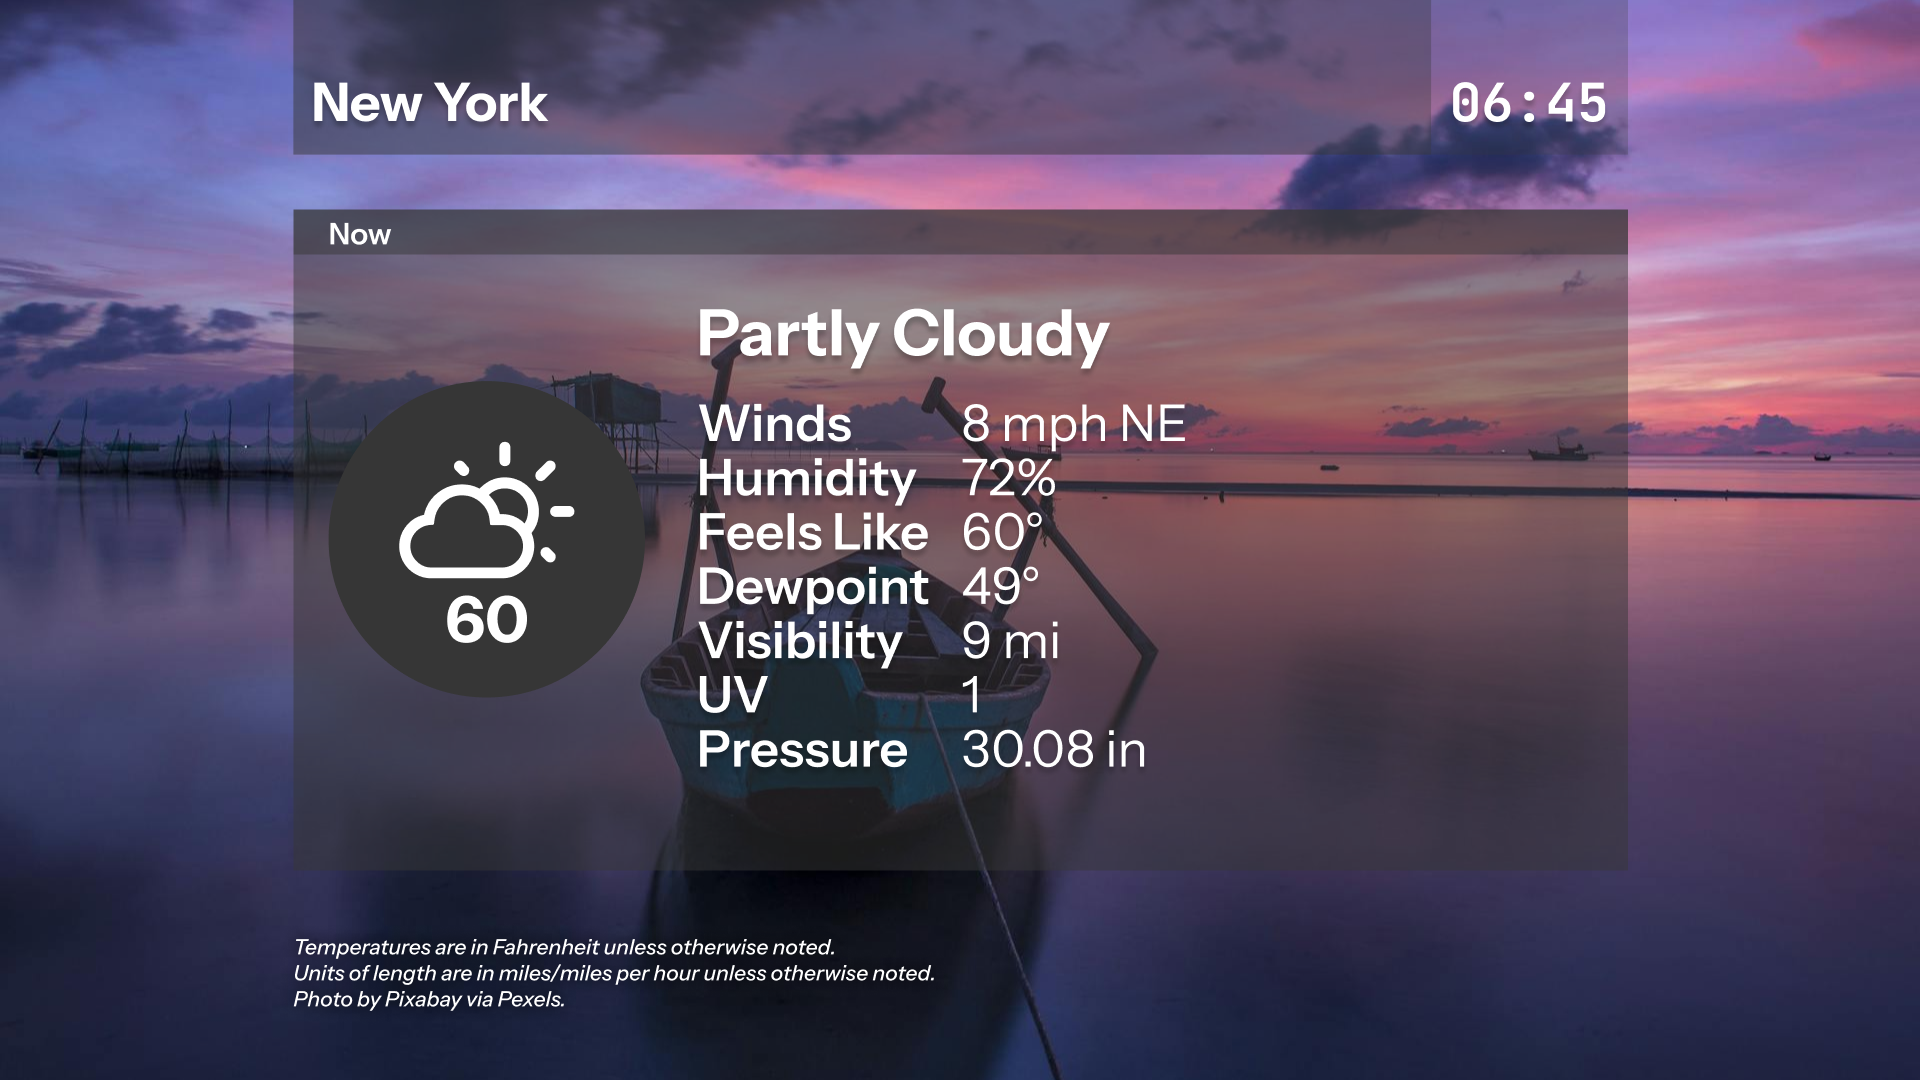 New York
06:45
Now
Partly Cloudy
Winds 8 mph NE
Humidity 72%
Feels Like 60°
Dewpoint 49°
Visibility 9 mi
UV 1
Pressure 30.08 in
60
Temperatures are in Fahrenheit unless otherwise noted.
Units of length are in miles/miles per hour unless otherwise noted.
Photo by Pixabay via Pexels.